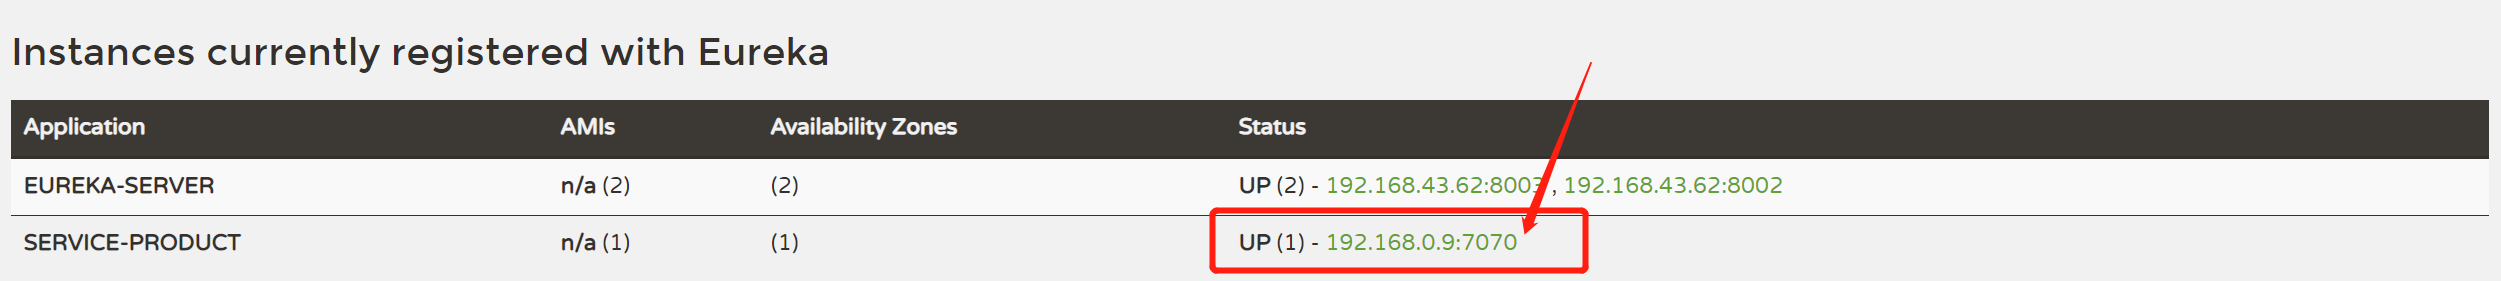 Instances currently registered with Eureka
Application AMIs Availability Zones Status
EUREKA-SERVER n/a (2) (2) UP (2) - 192.168.43.62:8003 , 192.168.43.62:8002
SERVICE-PRODUCT n/a (1) (1) UP (1) - 192.168.0.9:7070